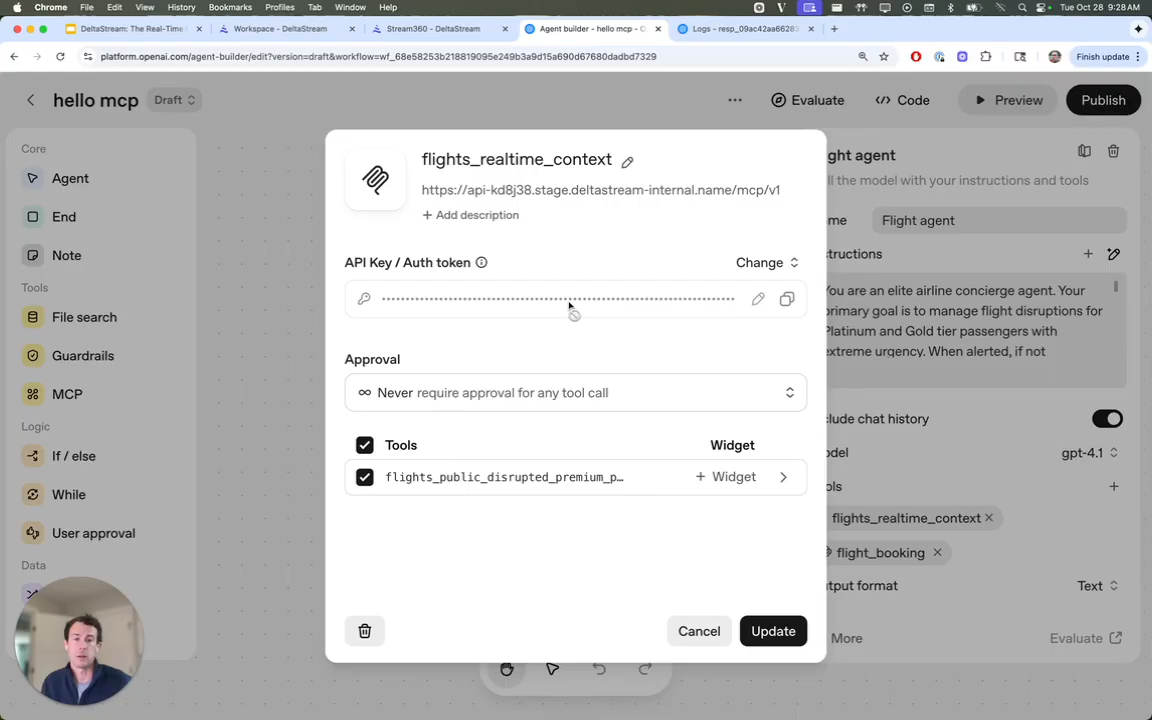 Chrome File Edit View History Bookmarks Profiles Tab Window Help
Tue Oct 28 9:28 AM
DeltaStream: The Real-Time
Workspace - DeltaStream
Stream360 - DeltaStream
Agent builder - hello mcp -
Logs - resp_09ac42aa66283
platform.openai.com/agent-builder/edit?version=draft&workflow=wf_68e58253b218819095e249b3a9d15a690d67680dadbd7329
Finish update
hello mcp
Draft
Evaluate
Code
Preview
Publish
Core
Agent
End
Note
Tools
File search
Guardrails
MCP
Logic
If / else
While
User approval
Data
flights_realtime_context
https://api-kd8j38.stage.deltastream-internal.name/mcp/v1
+ Add description
API Key / Auth token
Change
Approval
Never require approval for any tool call
Tools
Widget
flights_public_disrupted_premium_p…
+ Widget
Cancel
Update
ght agent
ll the model with your instructions and tools
me
Flight agent
structions
You are an elite airline concierge agent. Your
primary goal is to manage flight disruptions for
Platinum and Gold tier passengers with
extreme urgency. When alerted, if not
lude chat history
odel
gpt-4.1
ols
flights_realtime_context
flight_booking
utput format
Text
More
Evaluate